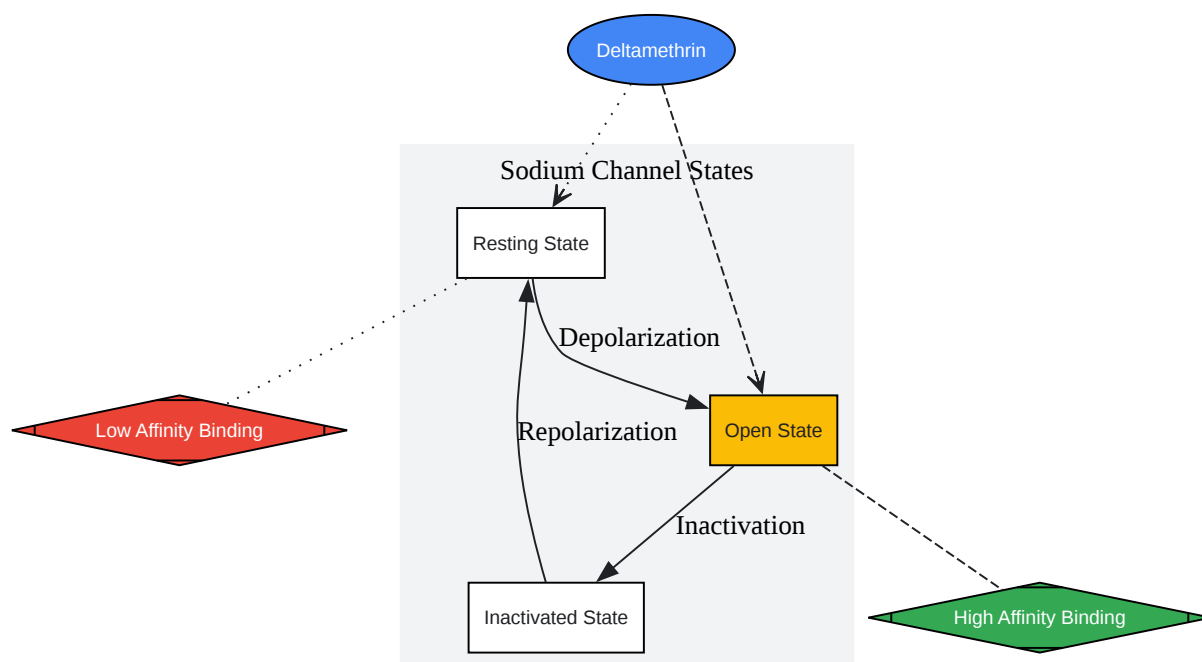 Deltamethrin
Sodium Channel States
Resting State
Depolarization
Low Affinity Binding
Repolarization
Open State
Inactivation
Inactivated State
High Affinity Binding